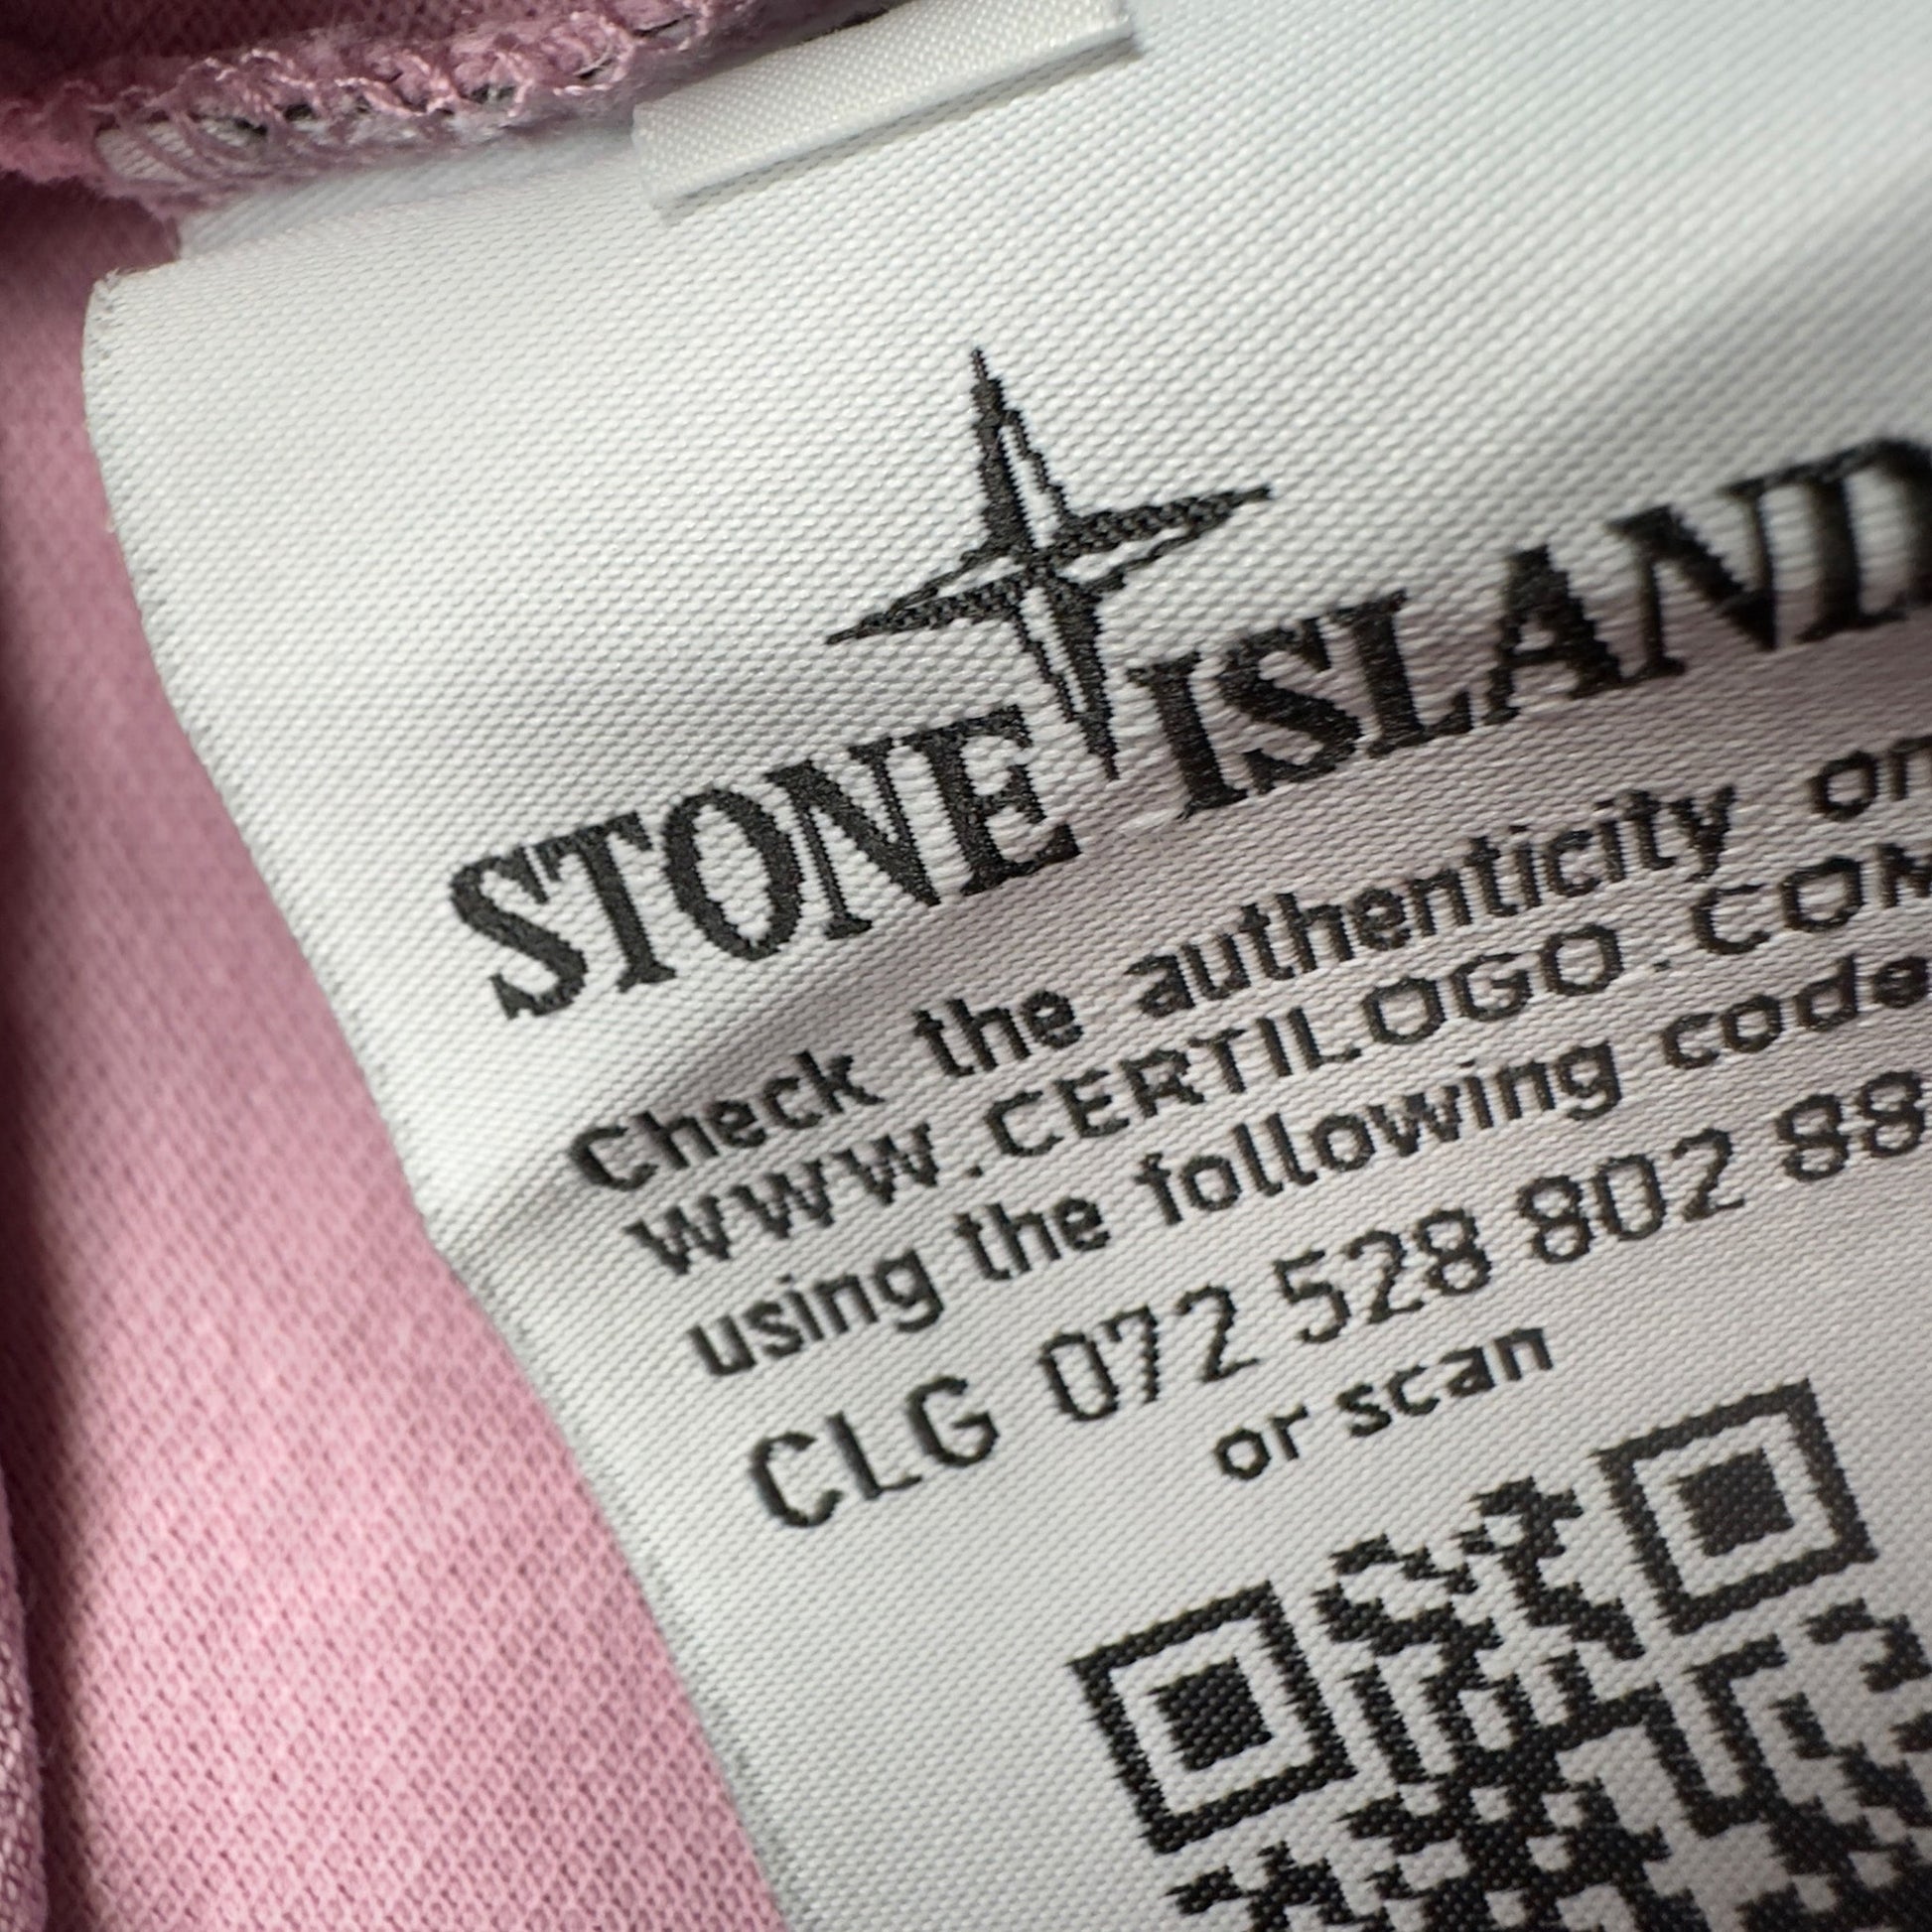 STONE ISLAND
Check the authenticity on
WWW.CERTILOGO.COM
using the following code
CLG 072 528 802 88
or scan